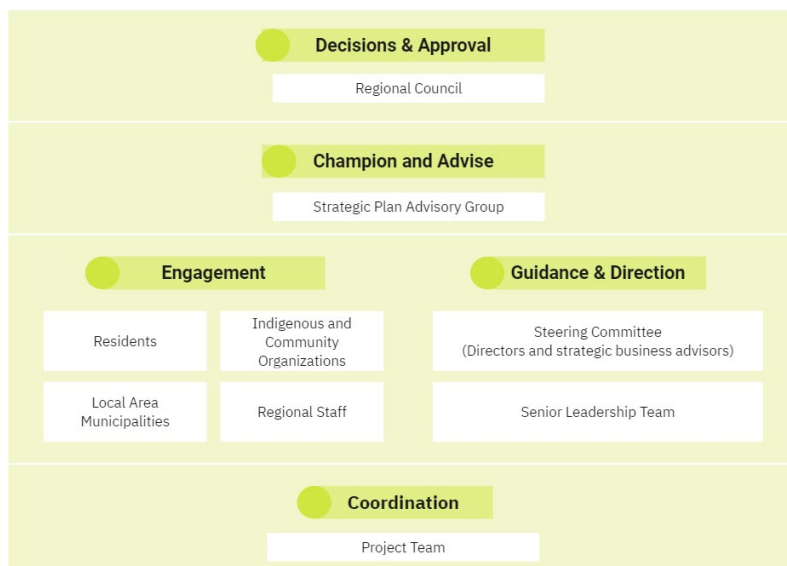 Decisions & Approval
Regional Council
Champion and Advise
Strategic Plan Advisory Group
Engagement
Residents
Indigenous and
Community
Organizations
Local Area
Municipalities
Regional Staff
Guidance & Direction
Steering Committee
(Directors and strategic business advisors)
Senior Leadership Team
Coordination
Project Team